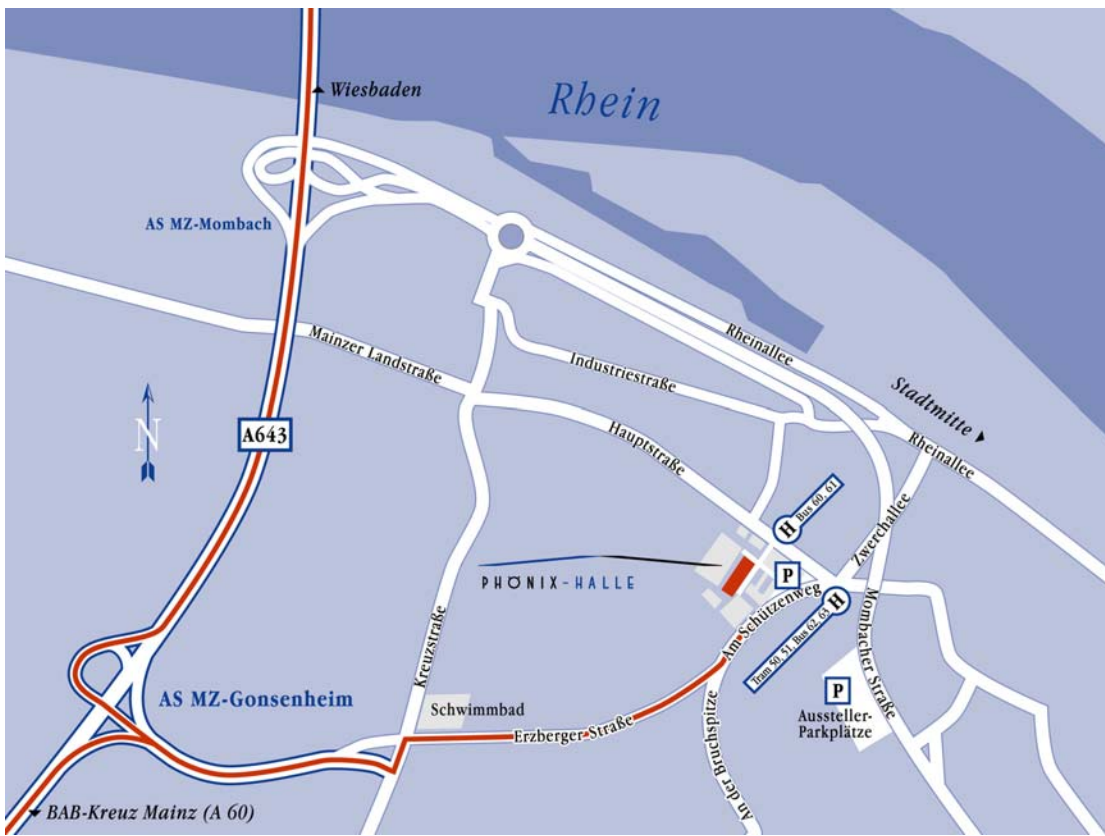 Wiesbaden
Rhein
AS MZ-Mombach
Mainzer Landstraße
Industriestraße
Rheinallee
Stadtmitte
Rheinallee
A643
N
Hauptstraße
H
Bus 60, 61
Zwerchallee
PHÖNIX-HALLE
P
Am Schützenweg
H
Tram 50, 51, Bus 62, 63
Mombacher Straße
Kreuzstraße
AS MZ-Gonsenheim
Schwimmbad
Erzberger Straße
P
Aussteller-
Parkplätze
An der Bruchspitze
BAB-Kreuz Mainz (A 60)